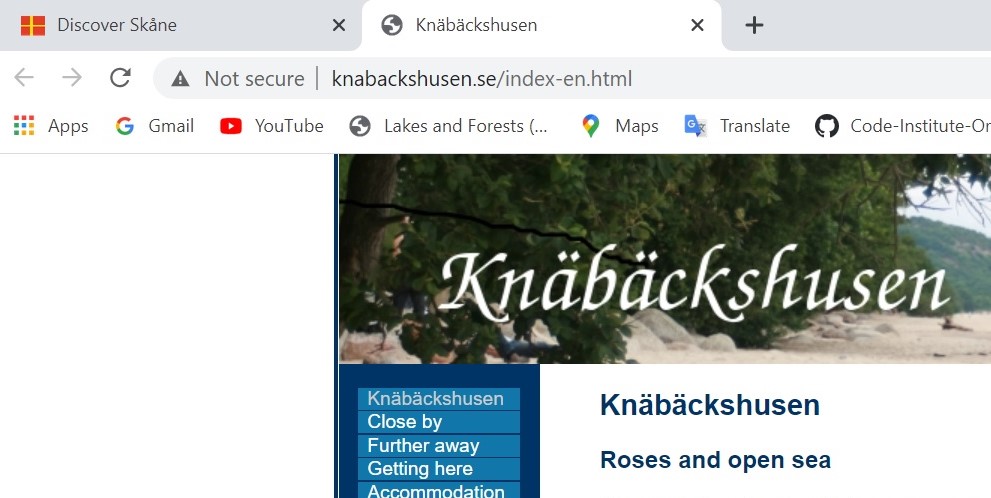 Discover Skåne
Knäbäckshusen
Not secure | knabackshusen.se/index-en.html
Apps Gmail YouTube Lakes and Forests (... Maps Translate Code-Institute-Or
Knäbäckshusen
Knäbäckshusen
Close by
Further away
Getting here
Accommodation
Knäbäckshusen
Roses and open sea